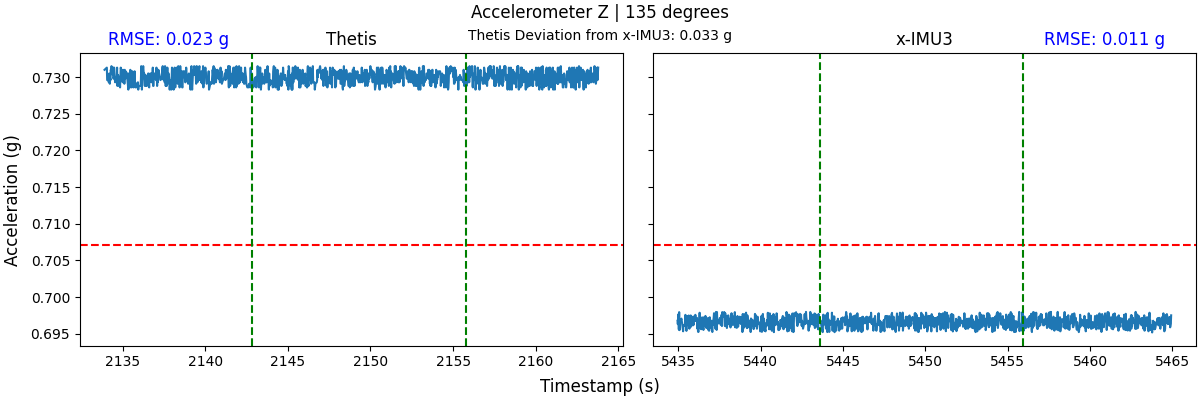 Accelerometer Z | 135 degrees
RMSE: 0.023 g
Thetis
Thetis Deviation from x-IMU3: 0.033 g
x-IMU3
RMSE: 0.011 g
Acceleration (g)
0.730
0.725
0.720
0.715
0.710
0.705
0.700
0.695
2135 2140 2145 2150 2155 2160 2165
5435 5440 5445 5450 5455 5460 5465
Timestamp (s)